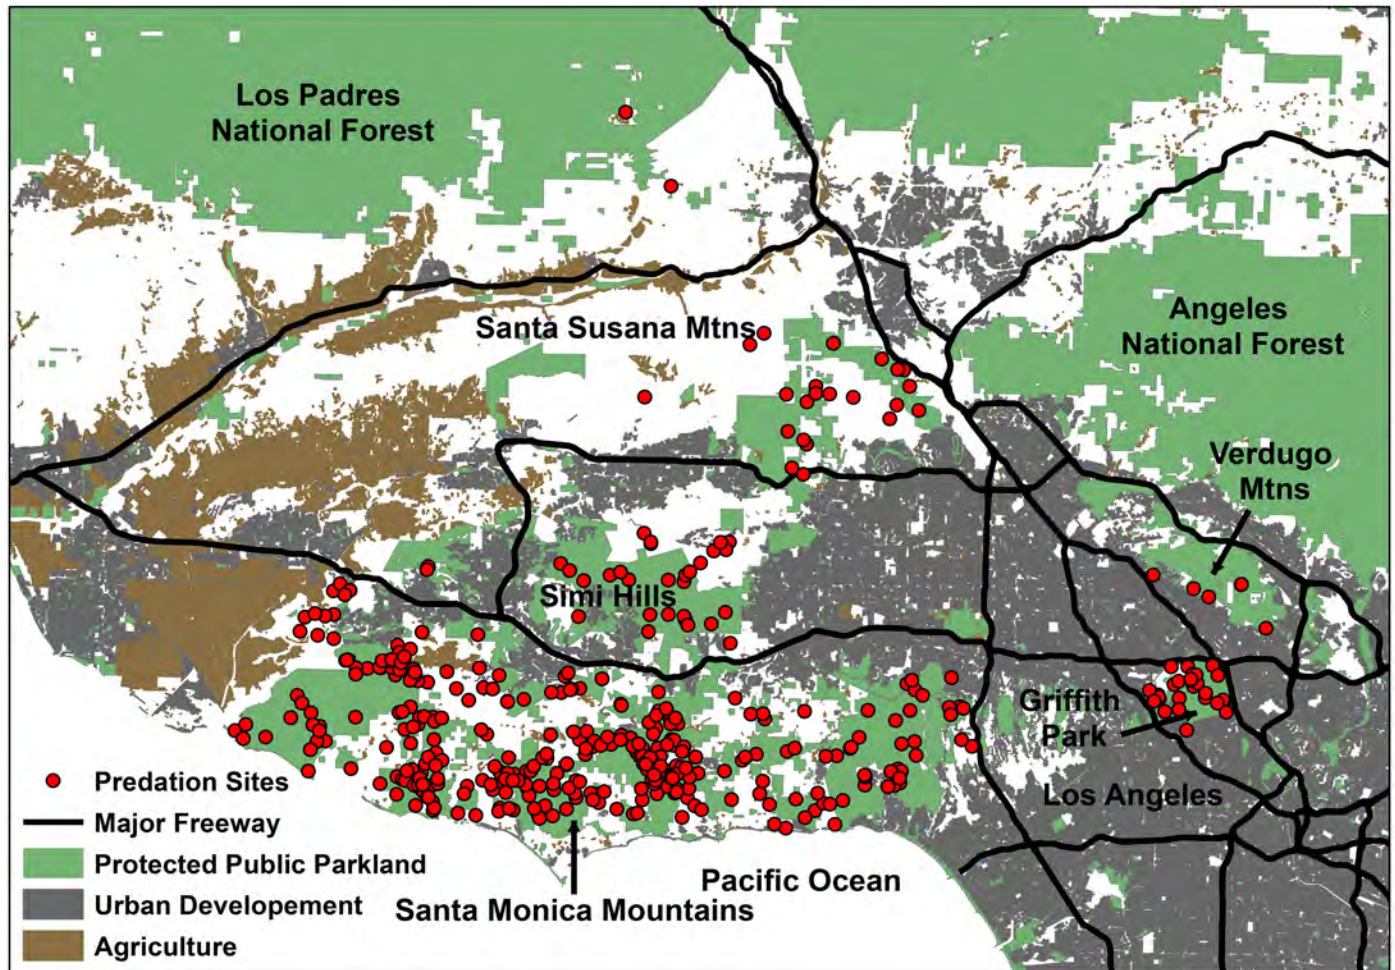 Los Padres
National Forest
Santa Susana Mtns
Angeles
National Forest
Verdugo
Mtns
Simi Hills
Griffith
Park
Los Angeles
Predation Sites
Major Freeway
Protected Public Parkland
Urban Developement
Agriculture
Pacific Ocean
Santa Monica Mountains